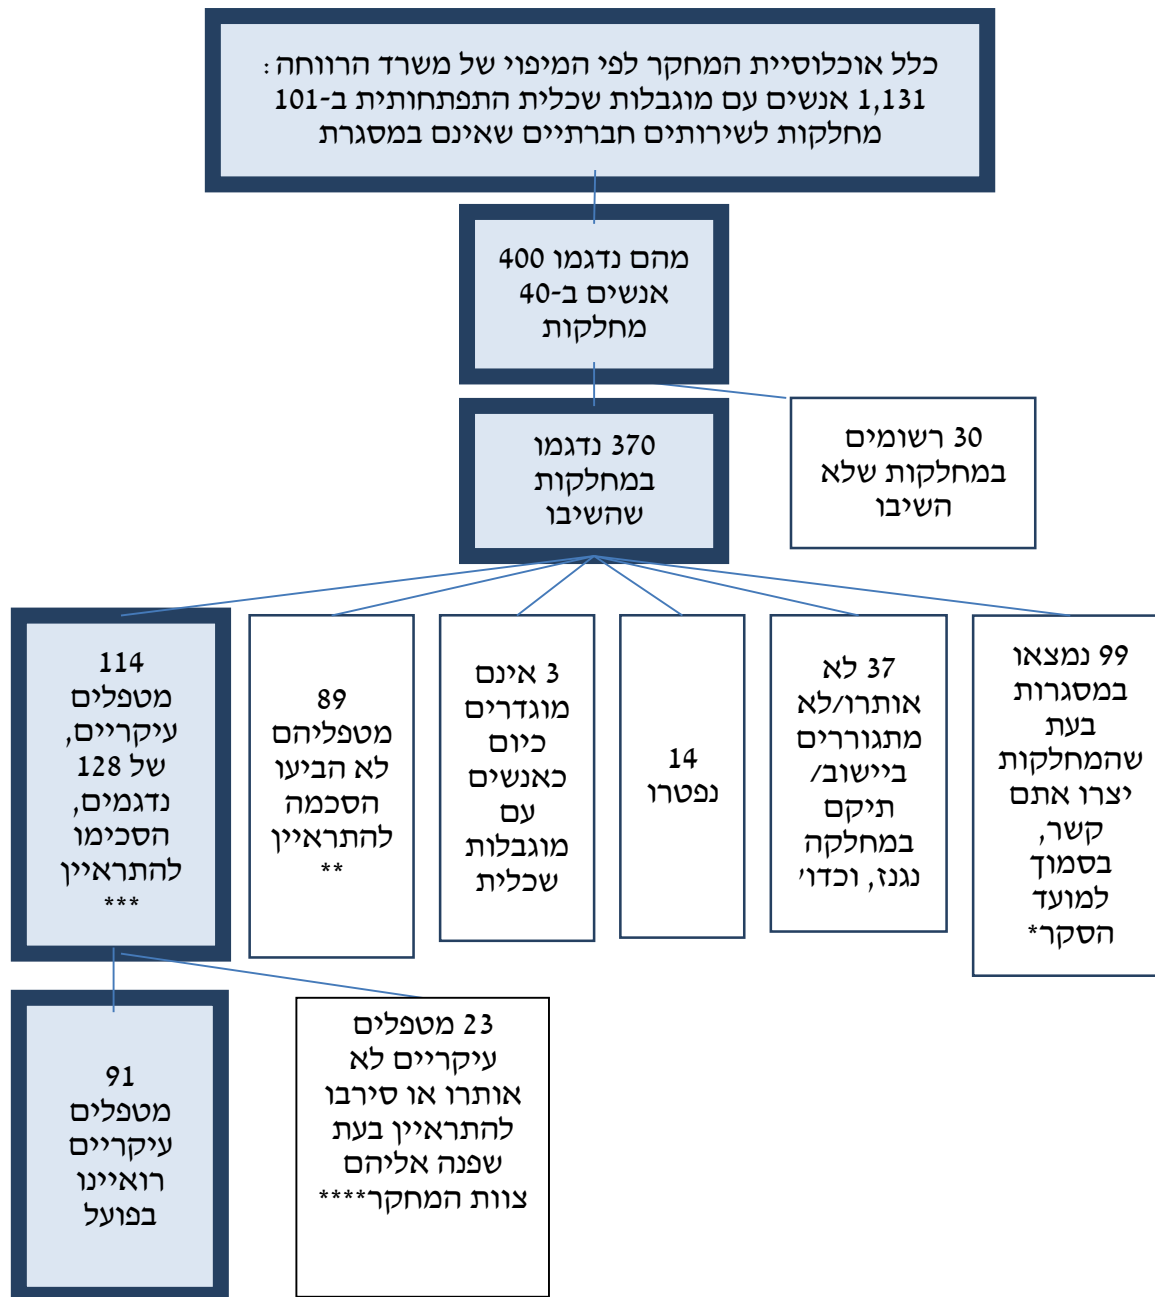 כלל אוכלוסיית המחקר לפי המיפוי של משרד הרווחה:
1,131 אנשים עם מוגבלות שכלית התפתחותית ב-101
מחלקות לשירותים חברתיים שאינם במסגרת
מהם נדגמו 400
אנשים ב-40
מחלקות
30 רשומים
במחלקות שלא
השיבו
370 נדגמו
במחלקות
שהשיבו
99 נמצאו
במסגרות
בעת
שהמחלקות
יצרו אתם
קשר,
בסמוך
למועד
הסקר*
37 לא
אותרו/לא
מתגוררים
ביישוב/
תיקם
במחלקה
נגנז, וכדו'
14
נפטרו
3 אינם
מוגדרים
כיום
כאנשים
עם
מוגבלות
שכלית
89
מטפליהם
לא הביעו
הסכמה
להתראיין
**
114
מטפלים
עיקריים,
של 128
נדגמים,
הסכימו
להתראיין
***
23 מטפלים
עיקריים לא
אותרו או סירבו
להתראיין בעת
שפנה אליהם
צוות המחקר****
91
מטפלים
עיקריים
רואיינו
בפועל